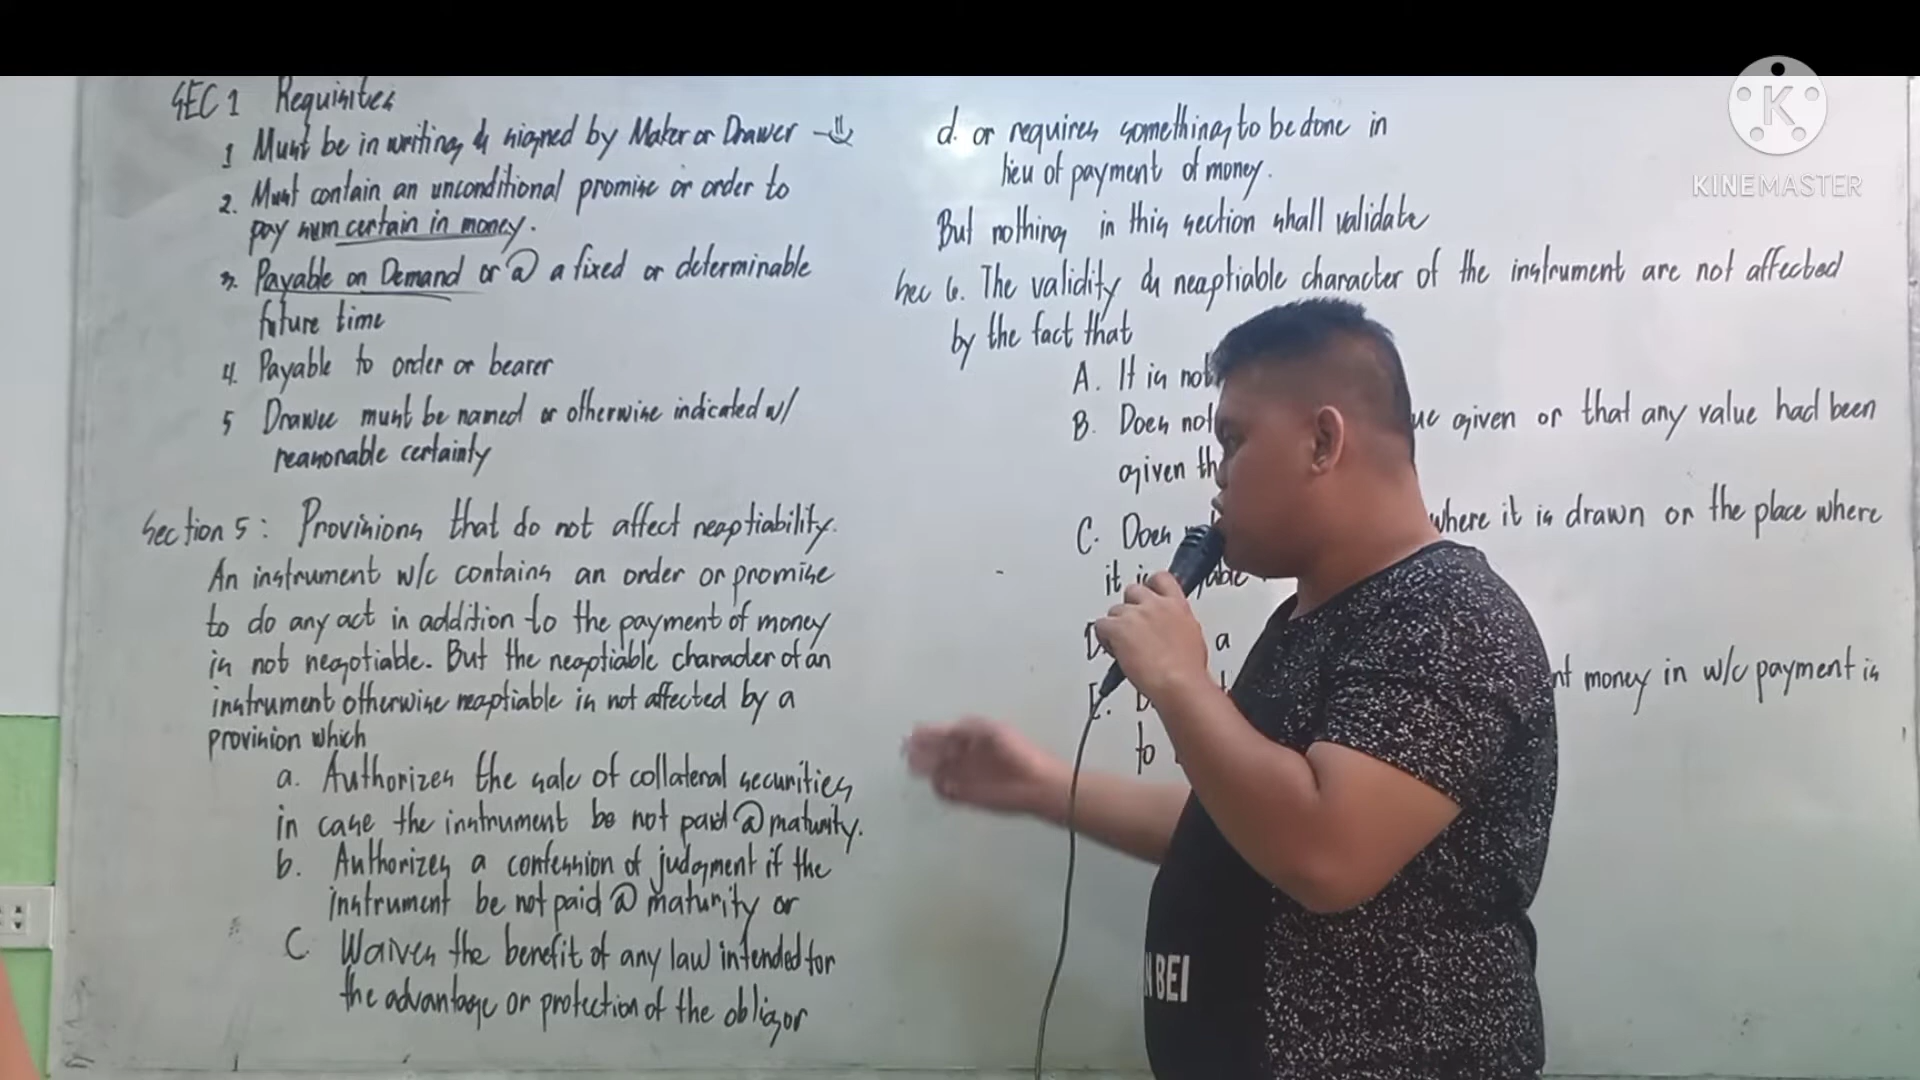 SEC 1 Requisites
1 Must be in writing & signed by Maker or Drawer
2. Must contain an unconditional promise or order to
pay sum certain in money.
3. Payable on Demand or @ a fixed or determinable
future time
4. Payable to order or bearer
5 Drawee must be named or otherwise indicated w/
reasonable certainty
Section 5: Provisions that do not affect negotiability.
An instrument w/c contains an order or promise
to do any act in addition to the payment of money
is not negotiable. But the negotiable character of an
instrument otherwise negotiable is not affected by a
provision which
a. Authorizes the sale of collateral securities
in case the instrument be not paid @ maturity.
b. Authorizes a confession of judgment if the
instrument be not paid @ maturity or
C. Waives the benefit of any law intended for
the advantage or protection of the obligor
d. or requires something to be done in
lieu of payment of money.
But nothing in this section shall validate
Sec 6. The validity & negotiable character of the instrument are not affected
by the fact that
A. It is not
B. Does not given or that any value had been
given
C. Does where it is drawn or the place where
it is
a
money in w/c payment is
to
K
KINEMASTER
N BEI